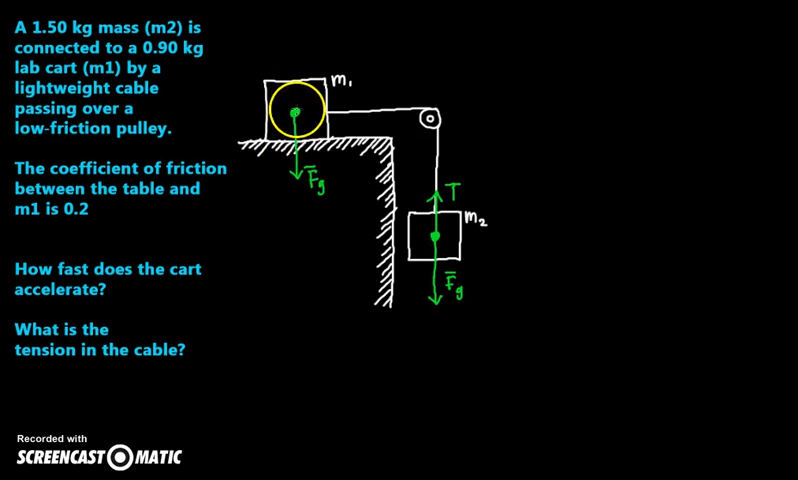 A 1.50 kg mass (m2) is
connected to a 0.90 kg
lab cart (m1) by a
lightweight cable
passing over a
low-friction pulley.
The coefficient of friction
between the table and
m1 is 0.2
How fast does the cart
accelerate?
What is the
tension in the cable?
m₁
F̄g
T
m₂
F̄g
Recorded with
SCREENCAST MATIC